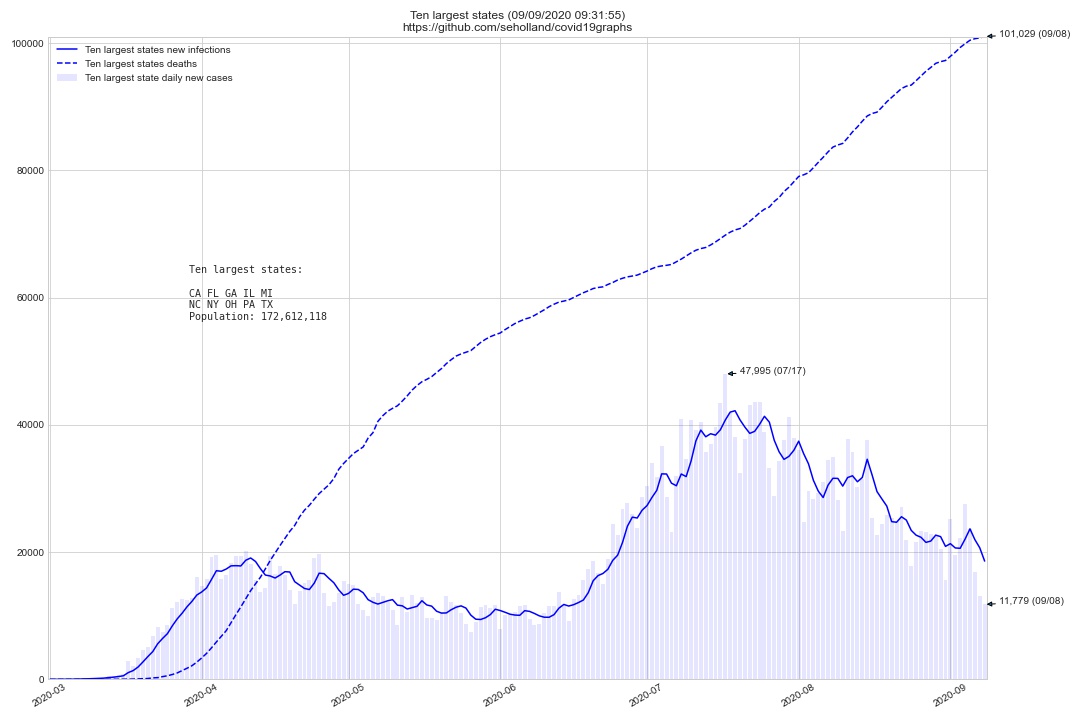 Ten largest states (09/09/2020 09:31:55)
https://github.com/seholland/covid19graphs
100000
Ten largest states new infections
Ten largest states deaths
Ten largest state daily new cases
101,029 (09/08)
80000
Ten largest states:
CA FL GA IL MI
NC NY OH PA TX
Population: 172,612,118
60000
47,995 (07/17)
40000
20000
11,779 (09/08)
0
2020-03
2020-04
2020-05
2020-06
2020-07
2020-08
2020-09